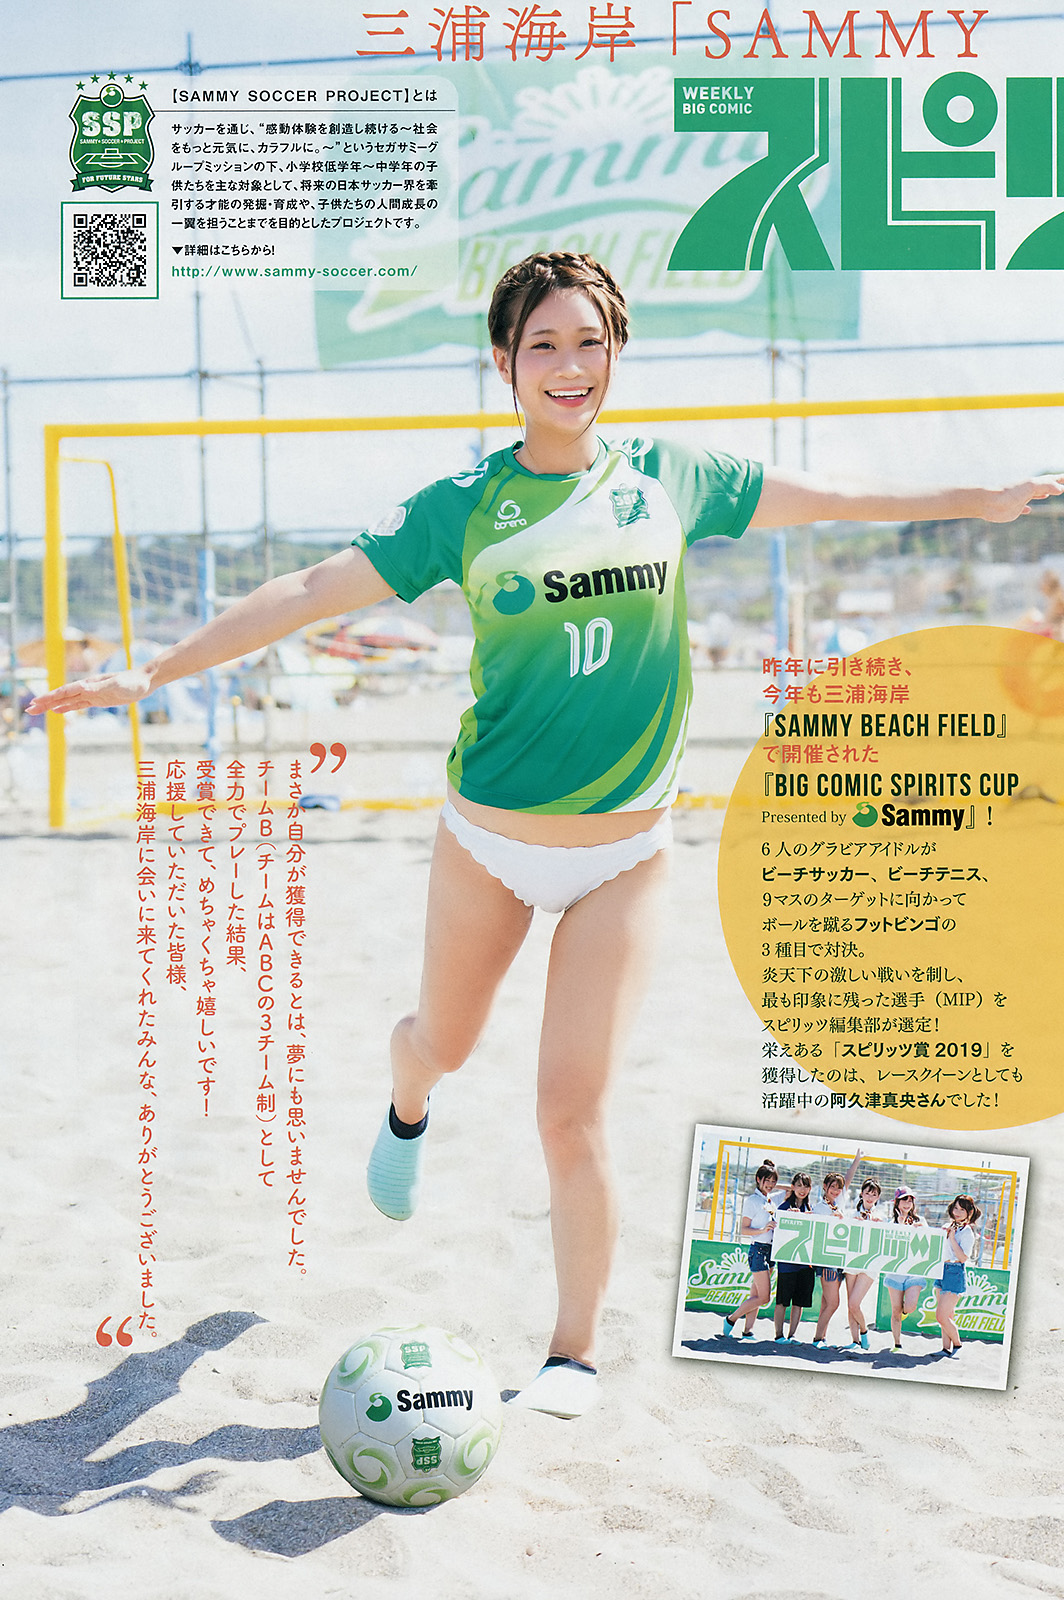 三浦海岸「SAMMY
WEEKLY
BIG COMIC
スピリ
SSP
SAMMY★SOCCER★PROJECT
FOR FUTURE STARS
【SAMMY SOCCER PROJECT】とは
サッカーを通じ、“感動体験を創造し続ける〜社会
をもっと元気に、カラフルに。〜”というセガサミーグ
ループミッションの下、小学校低学年〜中学年の子
供たちを主な対象として、将来の日本サッカー界を牽
引する才能の発掘・育成や、子供たちの人間成長の
一翼を担うことまでを目的としたプロジェクトです。
▼詳細はこちらから!
http://www.sammy-soccer.com/
Sammy
BEACH FIELD
bonera
SSP
Sammy
10
昨年に引き続き、
今年も三浦海岸
『SAMMY BEACH FIELD』
で開催された
『BIG COMIC SPIRITS CUP
Presented by Sammy』!
6人のグラビアアイドルが
ビーチサッカー、ビーチテニス、
9マスのターゲットに向かって
ボールを蹴るフットビンゴの
3種目で対決。
炎天下の激しい戦いを制し、
最も印象に残った選手（MIP）を
スピリッツ編集部が選定!
栄えある「スピリッツ賞2019」を
獲得したのは、レースクイーンとしても
活躍中の阿久津真央さんでした!
まさか自分が獲得できるとは、夢にも思いませんでした。
チームB（チームはABCの3チーム制）として
全力でプレーした結果、
受賞できて、めちゃくちゃ嬉しいです!
応援していただいた皆様、
三浦海岸に会いに来てくれたみんな、ありがとうございました。
SSP
Sammy
SSP
スピリッツ
Sammy
BEACH FIELD
Sammy
BEACH FIELD